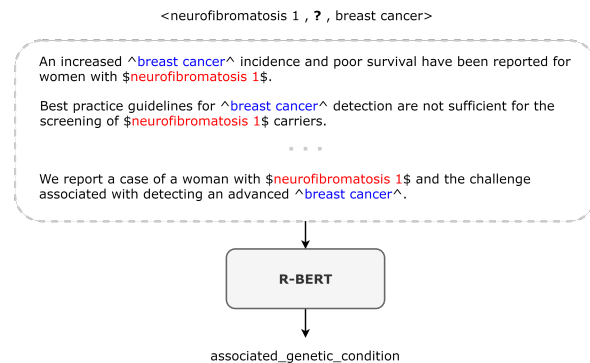 <neurofibromatosis 1 , ? , breast cancer>
An increased ^breast cancer^ incidence and poor survival have been reported for
women with $neurofibromatosis 1$.
Best practice guidelines for ^breast cancer^ detection are not sufficient for the
screening of $neurofibromatosis 1$ carriers.
. . .
We report a case of a woman with $neurofibromatosis 1$ and the challenge
associated with detecting an advanced ^breast cancer^.
R-BERT
associated_genetic_condition